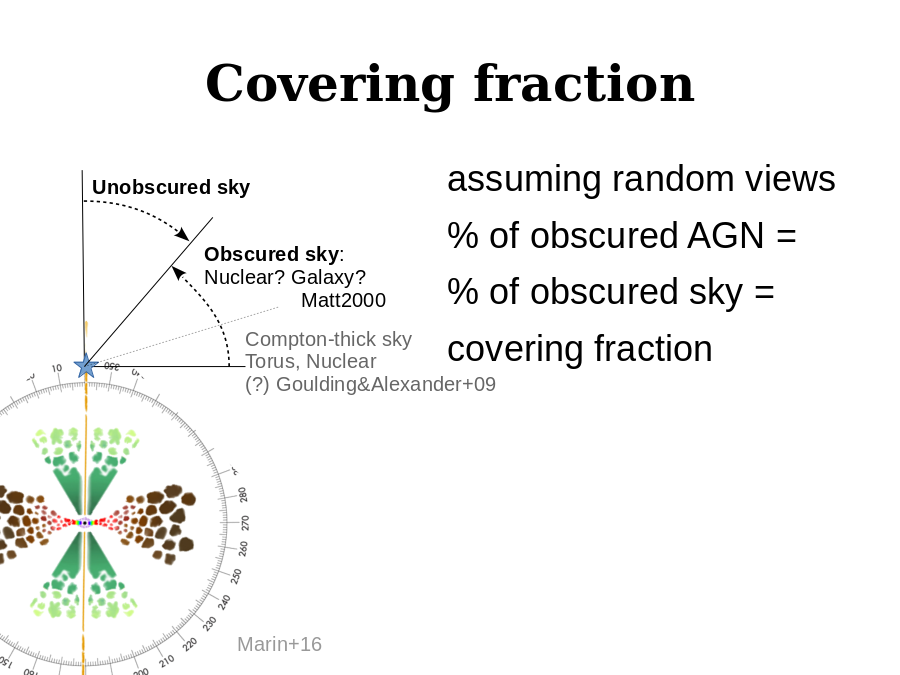 Covering fraction
Unobscured sky
Obscured sky:
Nuclear? Galaxy?
Matt2000
Compton-thick sky
Torus, Nuclear
(?) Goulding&Alexander+09
assuming random views
% of obscured AGN =
% of obscured sky =
covering fraction
10
350
280
270
260
250
240
230
220
210
200
180
150
Marin+16